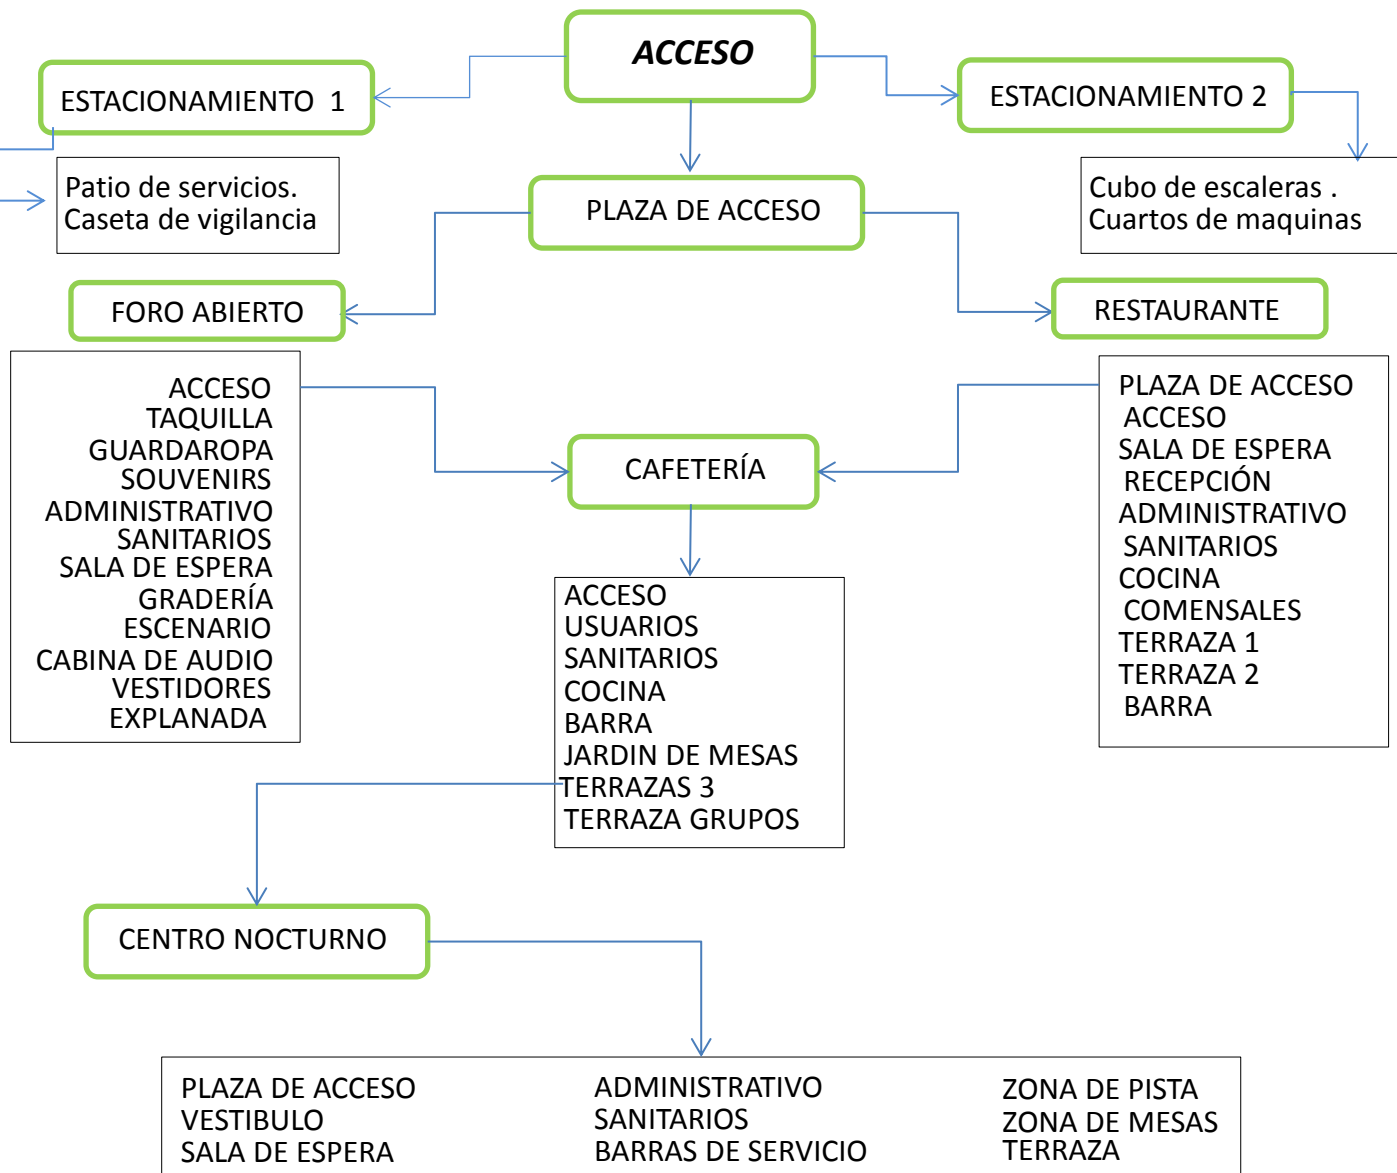 ACCESO
ESTACIONAMIENTO 1
ESTACIONAMIENTO 2
Patio de servicios.
Caseta de vigilancia
Cubo de escaleras .
Cuartos de maquinas
PLAZA DE ACCESO
FORO ABIERTO
RESTAURANTE
ACCESO
TAQUILLA
GUARDAROPA
SOUVENIRS
ADMINISTRATIVO
SANITARIOS
SALA DE ESPERA
GRADERÍA
ESCENARIO
CABINA DE AUDIO
VESTIDORES
EXPLANADA
CAFETERÍA
PLAZA DE ACCESO
ACCESO
SALA DE ESPERA
RECEPCIÓN
ADMINISTRATIVO
SANITARIOS
COCINA
COMENSALES
TERRAZA 1
TERRAZA 2
BARRA
ACCESO
USUARIOS
SANITARIOS
COCINA
BARRA
JARDIN DE MESAS
TERRAZAS 3
TERRAZA GRUPOS
CENTRO NOCTURNO
PLAZA DE ACCESO
VESTIBULO
SALA DE ESPERA
ADMINISTRATIVO
SANITARIOS
BARRAS DE SERVICIO
ZONA DE PISTA
ZONA DE MESAS
TERRAZA